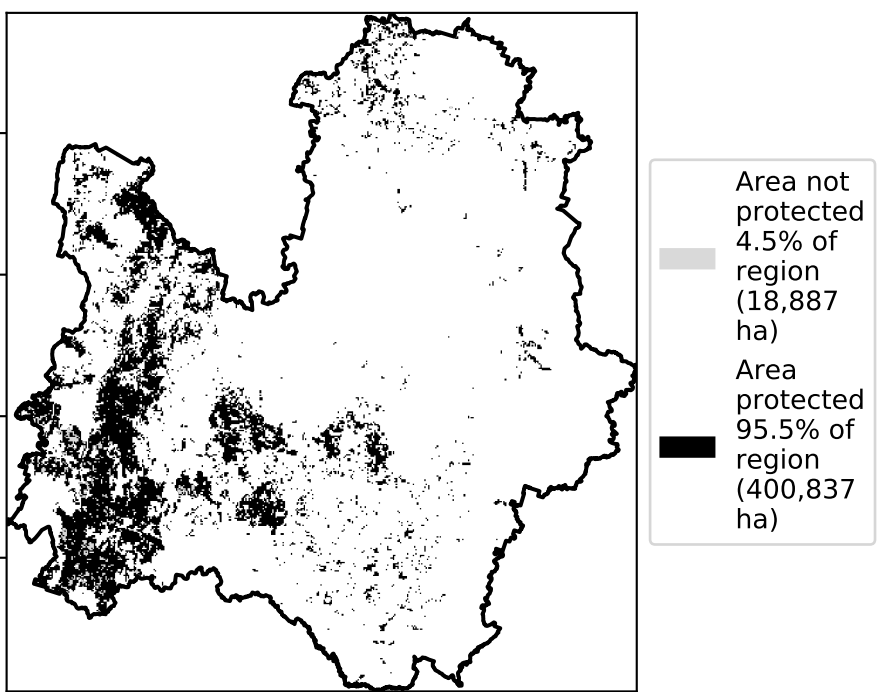 Area not
protected
4.5% of
region
(18,887
ha)
Area
protected
95.5% of
region
(400,837
ha)